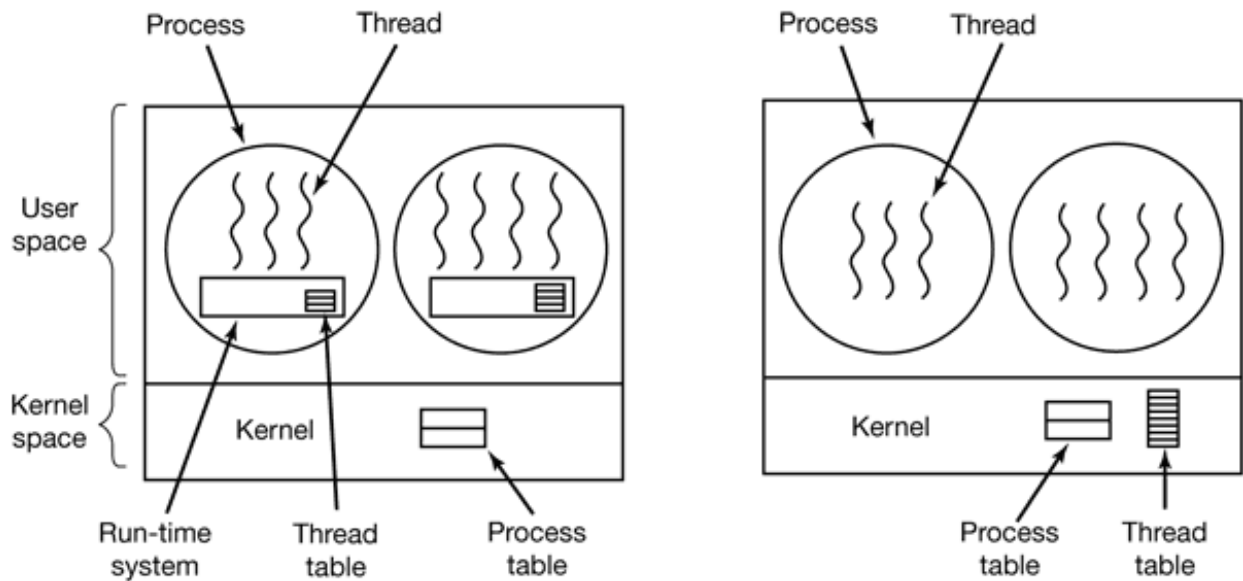 Process
Thread
Process
Thread
User
space
Kernel
space
Kernel
Kernel
Run-time
system
Thread
table
Process
table
Process
table
Thread
table